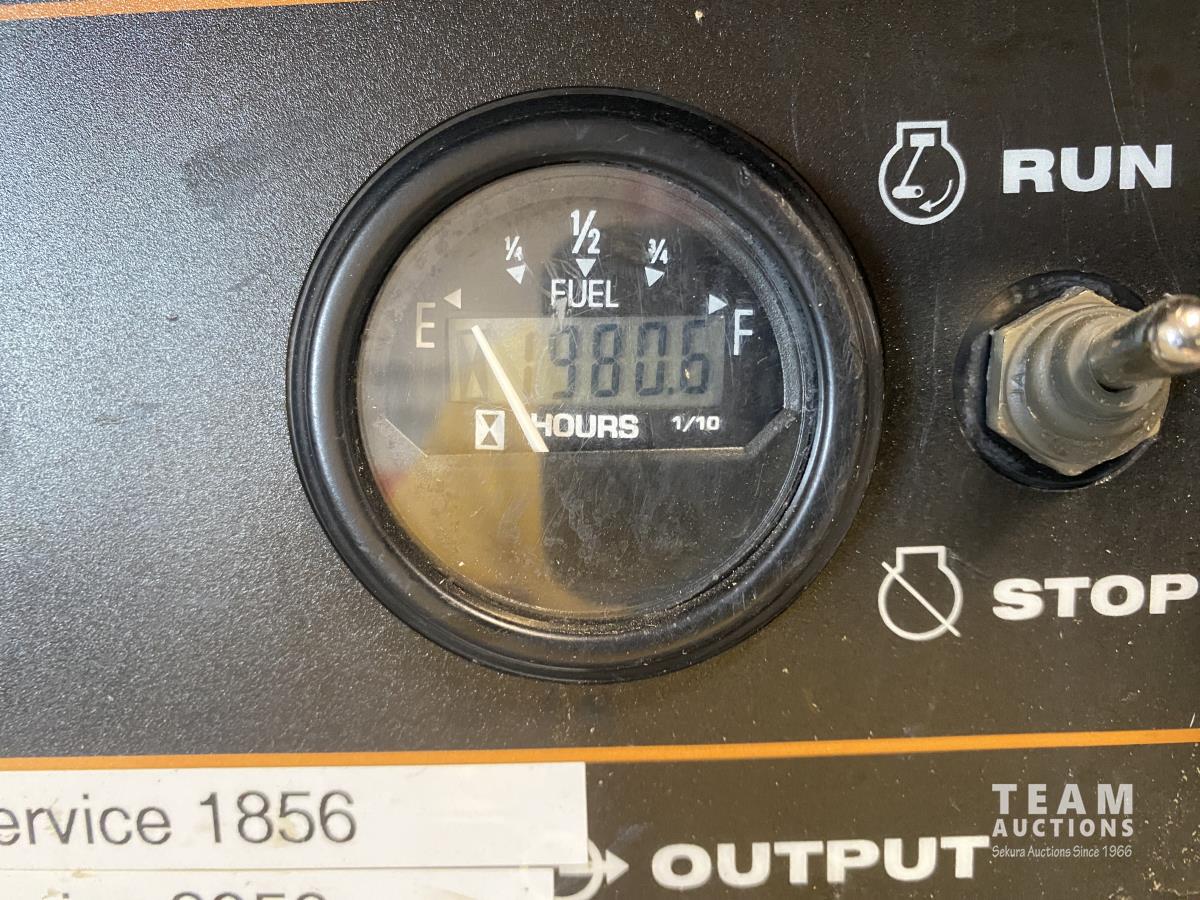 1/4 1/2 3/4
FUEL
E F
1980.6
HOURS 1/10
RUN
STOP
ervice 1856
OUTPUT
TEAM
AUCTIONS
Sekura Auctions Since 1966